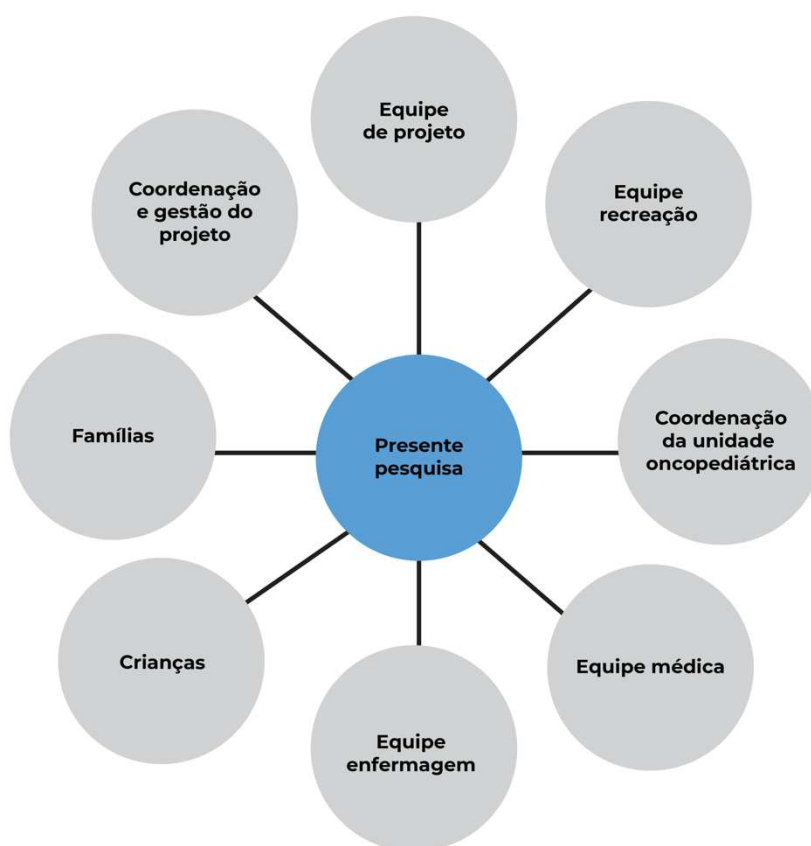 Equipe
de projeto
Equipe
recreação
Coordenação
da unidade
oncopediátrica
Equipe médica
Equipe
enfermagem
Crianças
Famílias
Coordenação
e gestão do
projeto
Presente
pesquisa